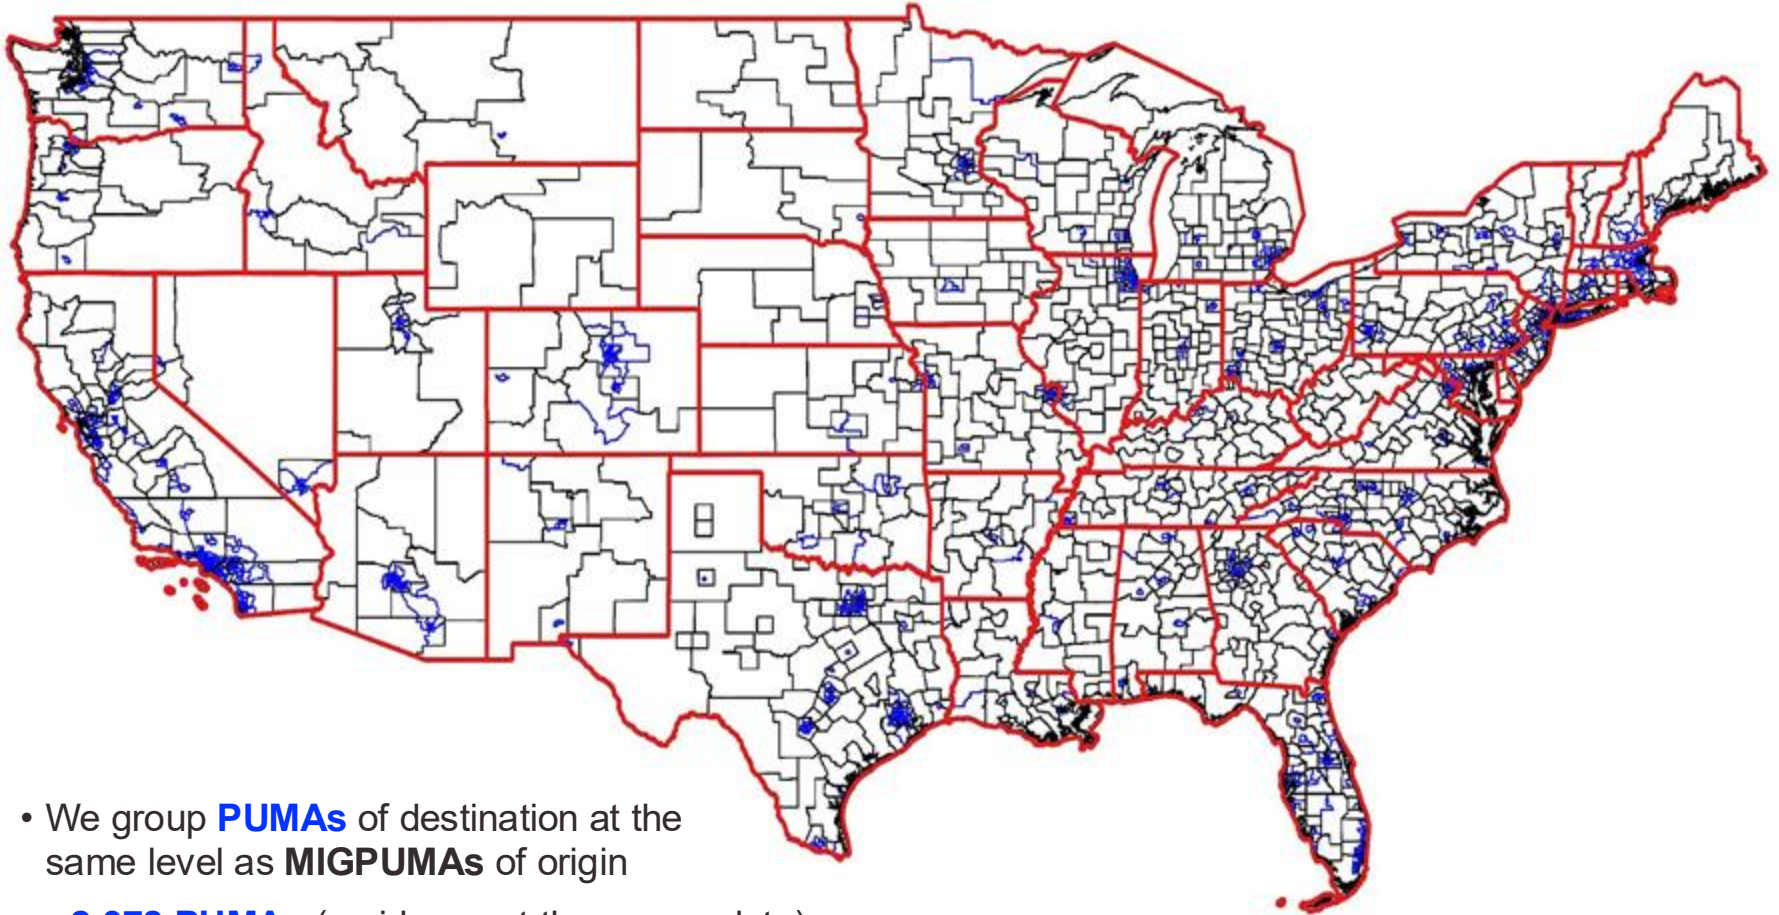 • We group PUMAs of destination at the
same level as MIGPUMAs of origin